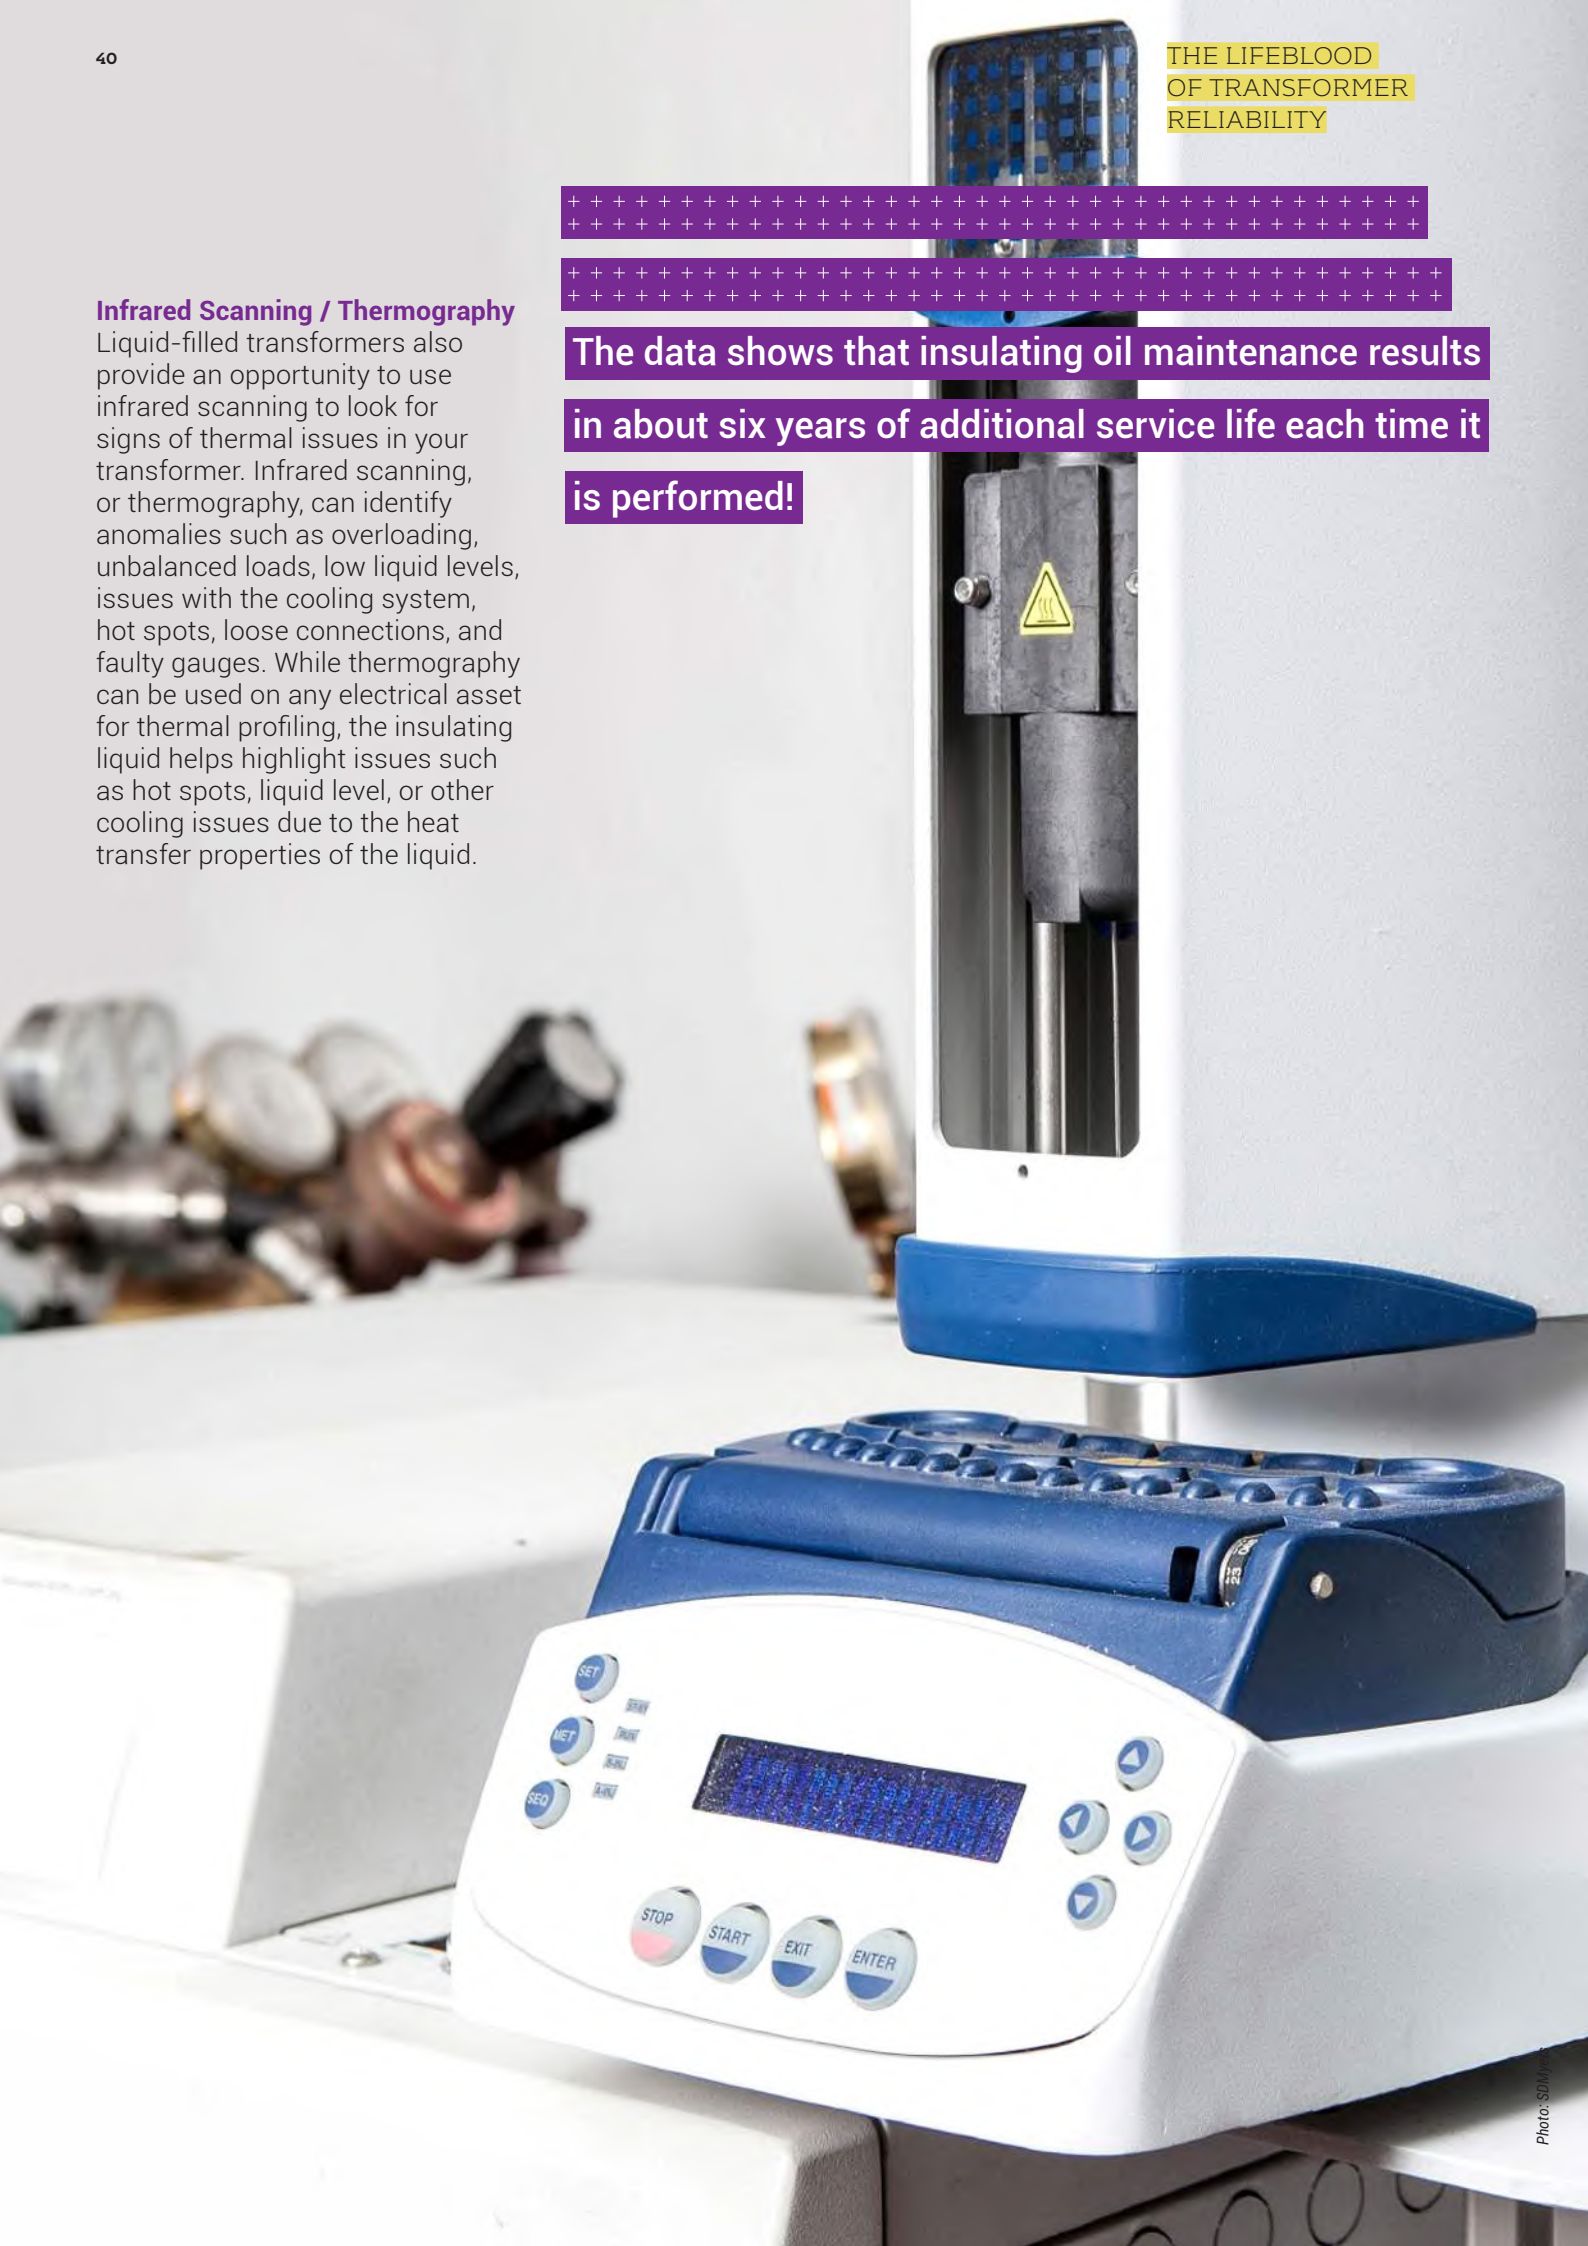 40
THE LIFEBLOOD
OF TRANSFORMER
RELIABILITY
Infrared Scanning / Thermography
Liquid-filled transformers also
provide an opportunity to use
infrared scanning to look for
signs of thermal issues in your
transformer. Infrared scanning,
or thermography, can identify
anomalies such as overloading,
unbalanced loads, low liquid levels,
issues with the cooling system,
hot spots, loose connections, and
faulty gauges. While thermography
can be used on any electrical asset
for thermal profiling, the insulating
liquid helps highlight issues such
as hot spots, liquid level, or other
cooling issues due to the heat
transfer properties of the liquid.
The data shows that insulating oil maintenance results
in about six years of additional service life each time it
is performed!
SET
MET
SEQ
STOP
START
EXIT
ENTER
23
Photo: SDMyers